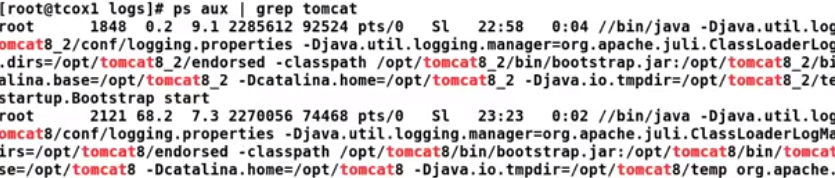 [root@tcox1 logs]# ps aux | grep tomcat
root 1848 0.2 9.1 2285612 92524 pts/0 Sl 22:58 0:04 //bin/java -Djava.util.log
omcat8_2/conf/logging.properties -Djava.util.logging.manager=org.apache.juli.ClassLoaderLog
.dirs=/opt/tomcat8_2/endorsed -classpath /opt/tomcat8_2/bin/bootstrap.jar:/opt/tomcat8_2/bi
alina.base=/opt/tomcat8_2 -Dcatalina.home=/opt/tomcat8_2 -Djava.io.tmpdir=/opt/tomcat8_2/te
startup.Bootstrap start
root 2121 68.2 7.3 2270056 74468 pts/0 Sl 23:23 0:02 //bin/java -Djava.util.log
omcat8/conf/logging.properties -Djava.util.logging.manager=org.apache.juli.ClassLoaderLogMa
irs=/opt/tomcat8/endorsed -classpath /opt/tomcat8/bin/bootstrap.jar:/opt/tomcat8/bin/tomcat
se=/opt/tomcat8 -Dcatalina.home=/opt/tomcat8 -Djava.io.tmpdir=/opt/tomcat8/temp org.apache.